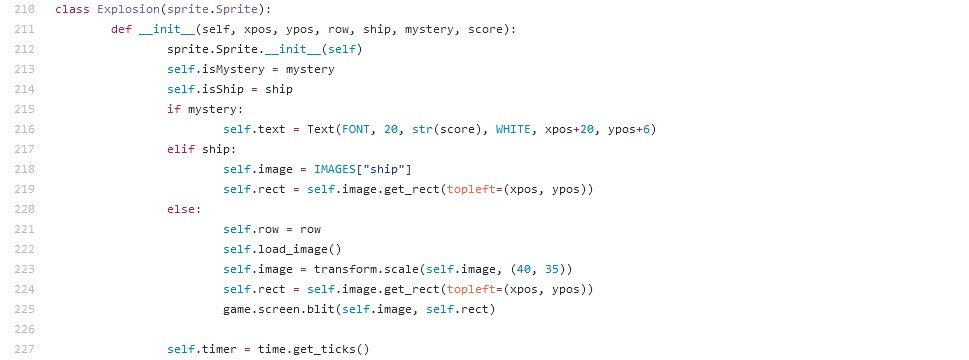 210 class Explosion(sprite.Sprite):
211 def __init__(self, xpos, ypos, row, ship, mystery, score):
212 sprite.Sprite.__init__(self)
213 self.isMystery = mystery
214 self.isShip = ship
215 if mystery:
216 self.text = Text(FONT, 20, str(score), WHITE, xpos+20, ypos+6)
217 elif ship:
218 self.image = IMAGES["ship"]
219 self.rect = self.image.get_rect(topleft=(xpos, ypos))
220 else:
221 self.row = row
222 self.load_image()
223 self.image = transform.scale(self.image, (40, 35))
224 self.rect = self.image.get_rect(topleft=(xpos, ypos))
225 game.screen.blit(self.image, self.rect)
226
227 self.timer = time.get_ticks()